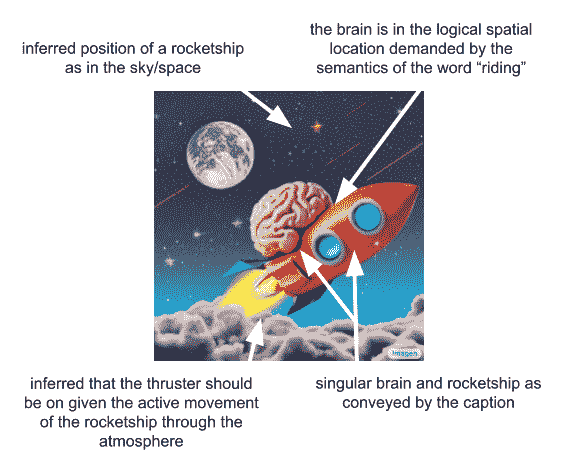 inferred position of a rocketship
as in the sky/space
the brain is in the logical spatial
location demanded by the
semantics of the word “riding”
Imagen
inferred that the thruster should
be on given the active movement
of the rocketship through the
atmosphere
singular brain and rocketship as
conveyed by the caption